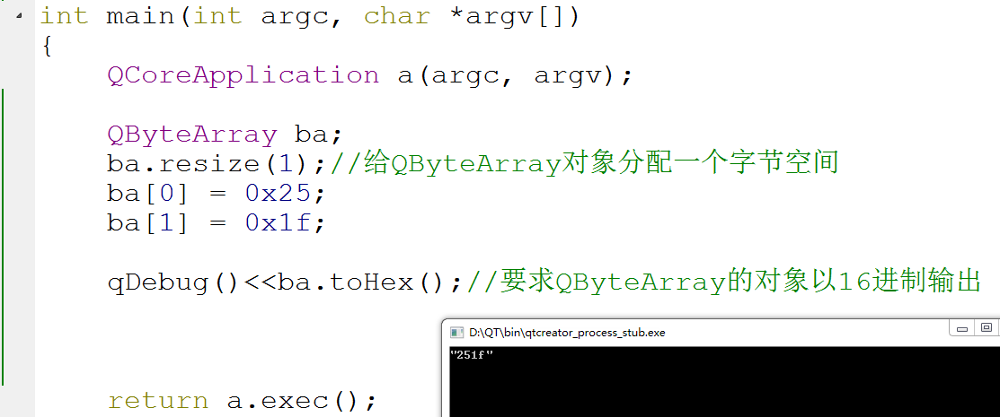 int main(int argc, char *argv[])
{
QCoreApplication a(argc, argv);
QByteArray ba;
ba.resize(1);//给QByteArray对象分配一个字节空间
ba[0] = 0x25;
ba[1] = 0x1f;
qDebug()<<ba.toHex();//要求QByteArray的对象以16进制输出
D:\QT\bin\qtcreator_process_stub.exe
"251f"
return a.exec();